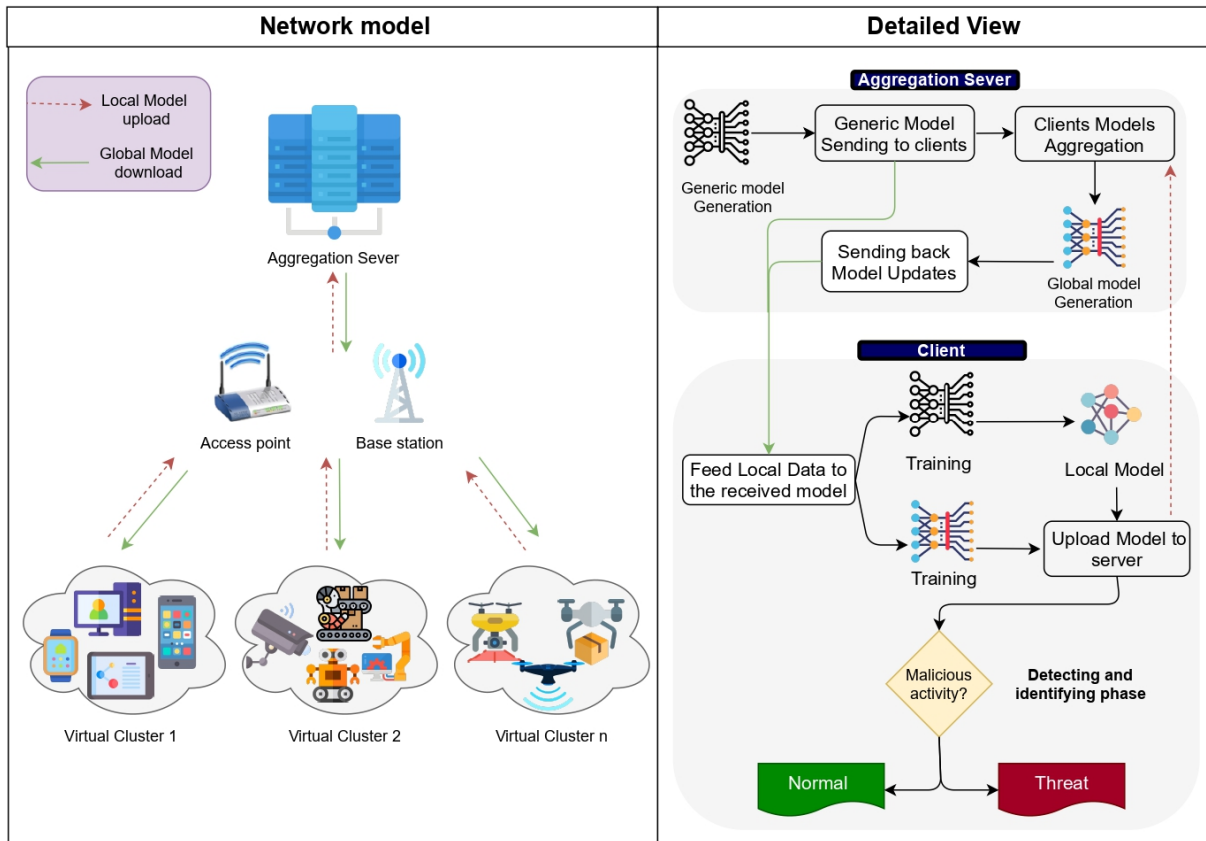 Network model
Local Model
upload
Global Model
download
Aggregation Sever
Access point
Base station
Virtual Cluster 1
Virtual Cluster 2
Virtual Cluster n
Detailed View
Aggregation Sever
Generic model
Generation
Generic Model
Sending to clients
Clients Models
Aggregation
Sending back
Model Updates
Global model
Generation
Client
Feed Local Data to
the received model
Training
Local Model
Training
Upload Model to
server
Malicious
activity?
Detecting and
identifying phase
Normal
Threat